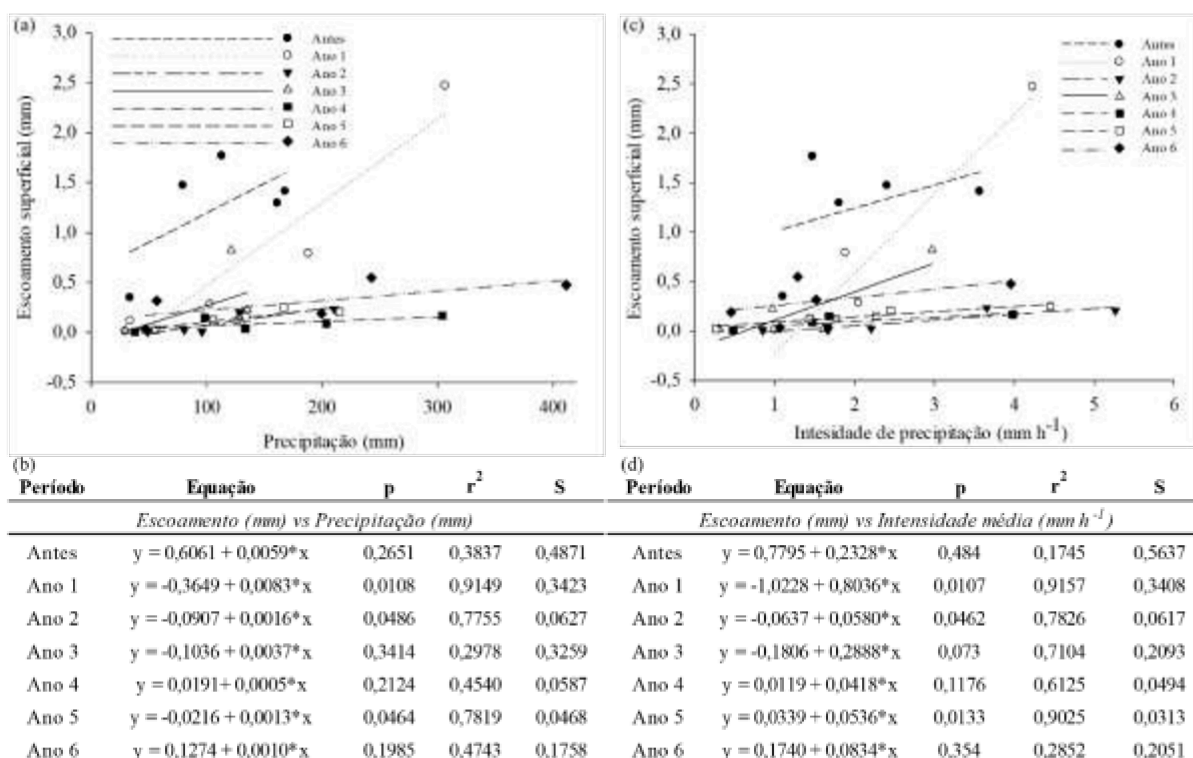 (a)
3,0
2,5
2,0
1,5
1,0
0,5
0,0
-0,5
Escoamento superficial (mm)
Antes
Ano 1
Ano 2
Ano 3
Ano 4
Ano 5
Ano 6
0 100 200 300 400
Precipitação (mm)
(c)
3,0
2,5
2,0
1,5
1,0
0,5
0,0
-0,5
Escoamento superficial (mm)
Antes
Ano 1
Ano 2
Ano 3
Ano 4
Ano 5
Ano 6
0 1 2 3 4 5 6
Intesidade de precipitação (mm h-1)
(b)
Período Equação p r2 S
Escoamento (mm) vs Precipitação (mm)
Antes y = 0,6061 + 0,0059*x 0,2651 0,3837 0,4871
Ano 1 y = -0,3649 + 0,0083*x 0,0108 0,9149 0,3423
Ano 2 y = -0,0907 + 0,0016*x 0,0486 0,7755 0,0627
Ano 3 y = -0,1036 + 0,0037*x 0,3414 0,2978 0,3259
Ano 4 y = 0,0191+ 0,0005*x 0,2124 0,4540 0,0587
Ano 5 y = -0,0216 + 0,0013*x 0,0464 0,7819 0,0468
Ano 6 y = 0,1274 + 0,0010*x 0,1985 0,4743 0,1758
(d)
Período Equação p r2 S
Escoamento (mm) vs Intensidade média (mm h-1)
Antes y = 0,7795 + 0,2328*x 0,484 0,1745 0,5637
Ano 1 y = -1,0228 + 0,8036*x 0,0107 0,9157 0,3408
Ano 2 y = -0,0637 + 0,0580*x 0,0462 0,7826 0,0617
Ano 3 y = -0,1806 + 0,2888*x 0,073 0,7104 0,2093
Ano 4 y = 0,0119 + 0,0418*x 0,1176 0,6125 0,0494
Ano 5 y = 0,0339 + 0,0536*x 0,0133 0,9025 0,0313
Ano 6 y = 0,1740 + 0,0834*x 0,354 0,2852 0,2051